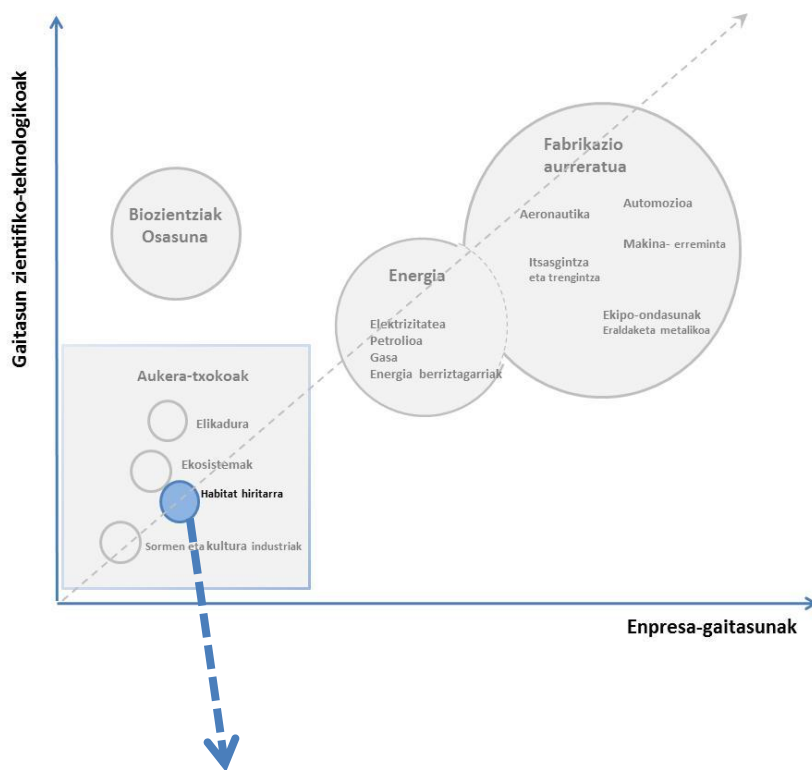 Gaitasun zientifiko-teknologikoak
Biozientziak
Osasuna
Fabrikazio
aurreratua
Aeronautika
Automozioa
Makina- erreminta
Itsasgintza
eta trengintza
Ekipo-ondasunak
Eraldaketa metalikoa
Energia
Elektrizitatea
Petrolioa
Gasa
Energia berriztagarriak
Aukera-txokoak
Elikadura
Ekosistemak
Habitat hiritarra
Sormen eta kultura industriak
Enpresa-gaitasunak